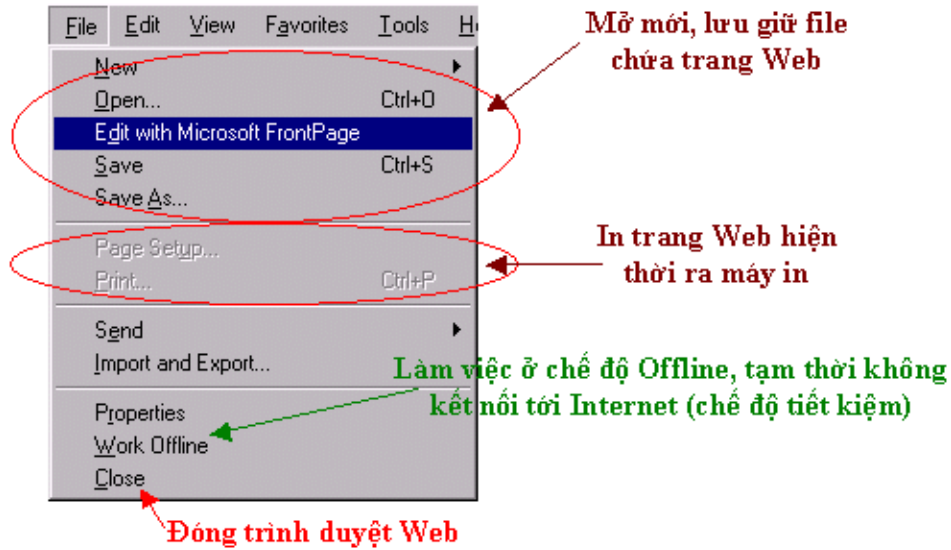 File Edit View Favorites Tools
Mở mới, lưu giữ file
chứa trang Web
New
Open... Ctrl+O
Edit with Microsoft FrontPage
Save Ctrl+S
Save As...
Page Setup...
Print... Ctrl+P
In trang Web hiện
thời ra máy in
Send
Import and Export...
Làm việc ở chế độ Offline, tạm thời không
kết nối tới Internet (chế độ tiết kiệm)
Properties
Work Offline
Close
Đóng trình duyệt Web